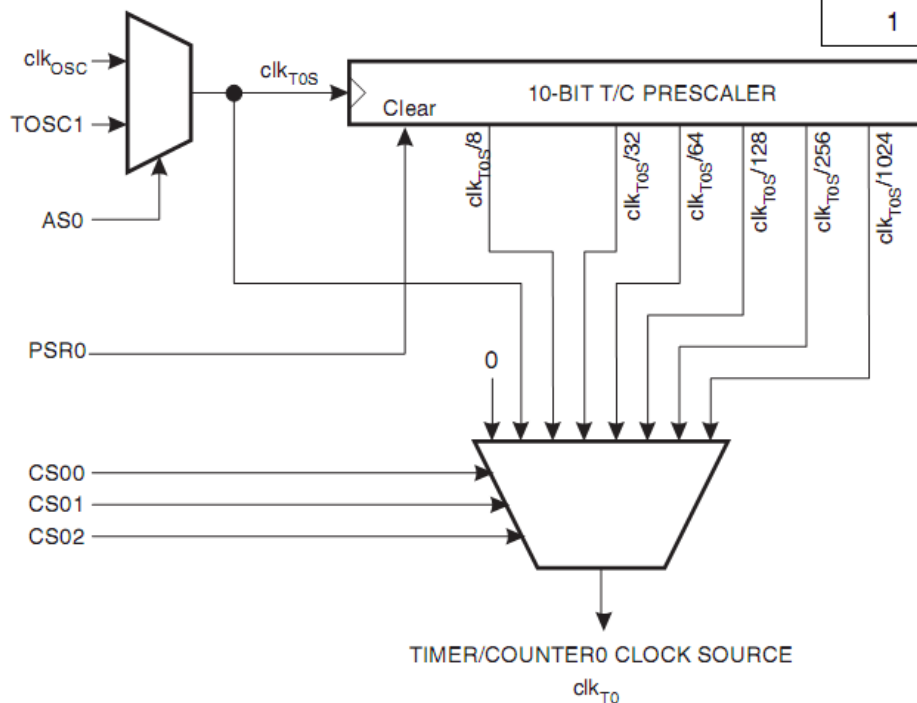 1
clkOSC
clkT0S
10-BIT T/C PRESCALER
Clear
TOSC1
clkT0S/8
clkT0S/32
clkT0S/64
clkT0S/128
clkT0S/256
clkT0S/1024
AS0
PSR0
0
CS00
CS01
CS02
TIMER/COUNTER0 CLOCK SOURCE
clkT0